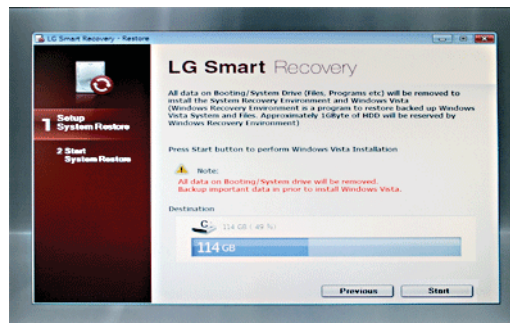 LG Smart Recovery - Restore
LG Smart Recovery
All data on Booting/System Drive (Files, Programs etc) will be removed to
install the System Recovery Environment and Windows Vista
(Windows Recovery Environment is a program to restore backed up Windows
Vista System and Files. Approximately 1GByte of HDD will be reserved by
Windows Recovery Environment)
1 Setup
System Restore
2 Start
System Restore
Press Start button to perform Windows Vista Installation
Note:
All data on Booting/System drive will be removed.
Backup important data in prior to install Windows Vista.
Destination
C: 114 GB ( 49 %)
114 GB
Previous
Start